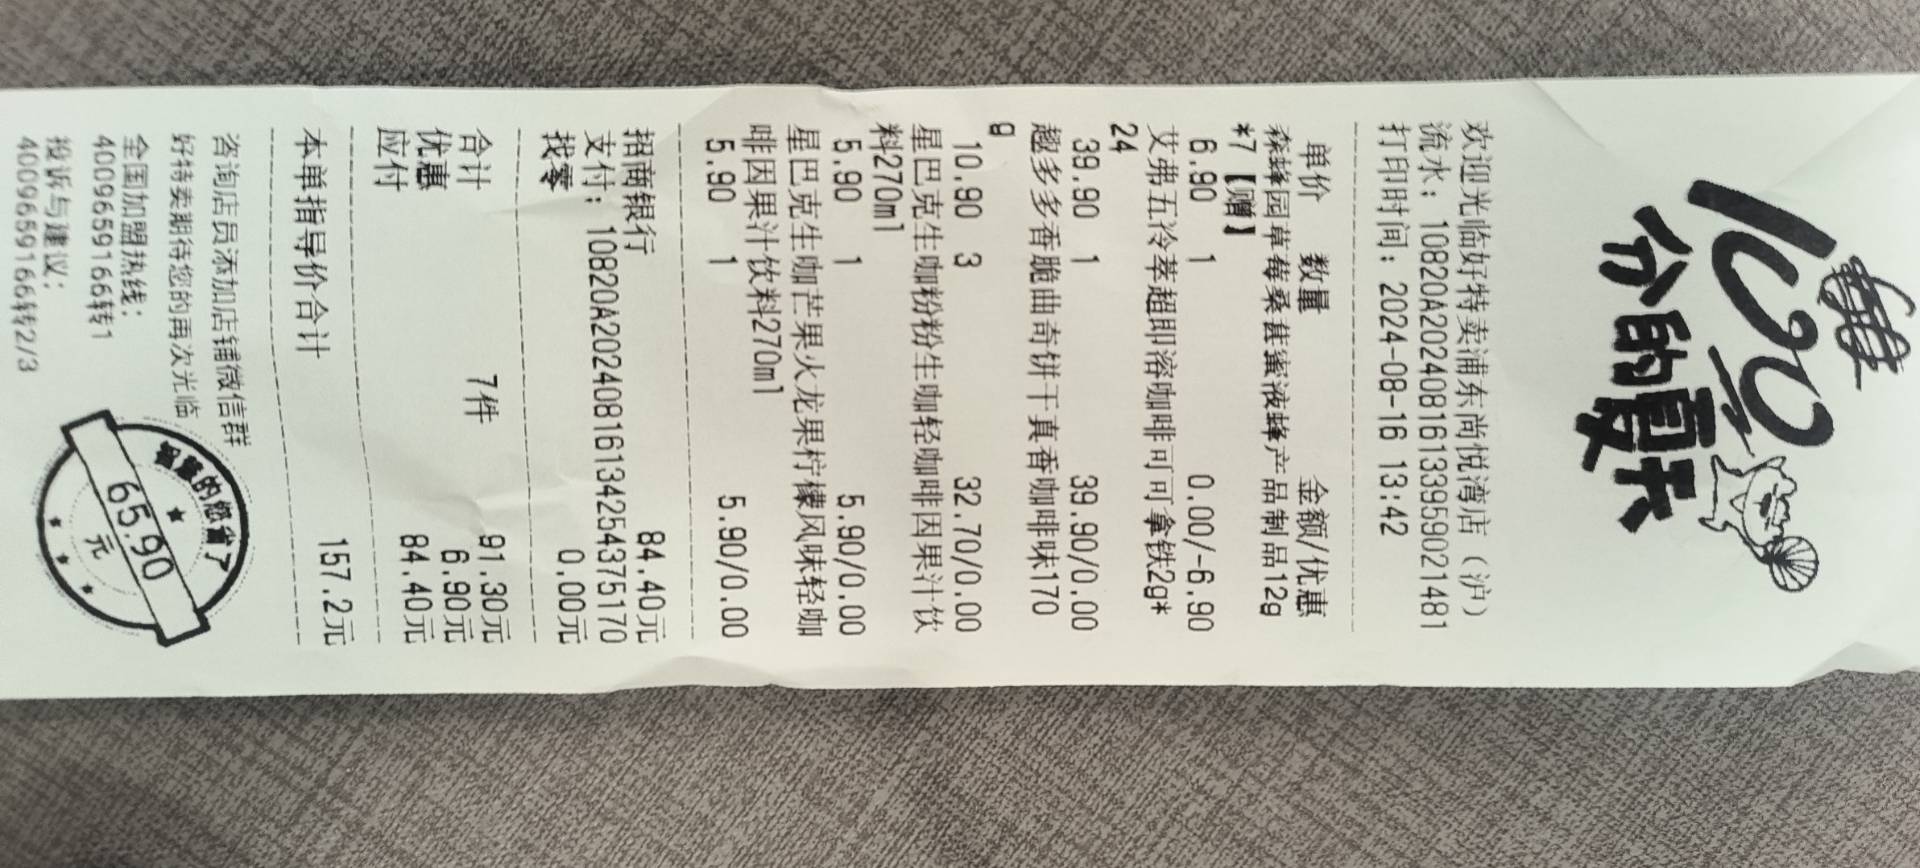 赚
100
分的夏天
欢迎光临好特卖浦东尚悦湾店（沪）
流水：10820A2024081613395902148​1
打印时间：2024-08-16 13:42
单价 数量 金额/优惠
森蜂园草莓桑葚蜜液蜂产品制品12g
*7【赠】
6.90 1 0.00/-6.90
艾弗五冷萃超即溶咖啡可可拿铁2g*
24
39.90 1 39.90/0.00
趣多多香脆曲奇饼干真香咖啡味170
g
10.90 3 32.70/0.00
星巴克生咖粉粉生咖轻咖啡因果汁饮
料270ml
5.90 1 5.90/0.00
星巴克生咖芒果火龙果柠檬风味轻咖
啡因果汁饮料270ml
5.90 1 5.90/0.00
招商银行 84.40元
支付：10820A20240816134254375170
找零 0.00元
合计 7件 91.30元
优惠 6.90元
应付 84.40元
本单指导价合计 157.2元
咨询店员添加店铺微信群
好特卖期待您的再次光临
全国加盟热线：
4009659166转1
投诉与建议：
4009659166转2/3
的您省了
65.90
元